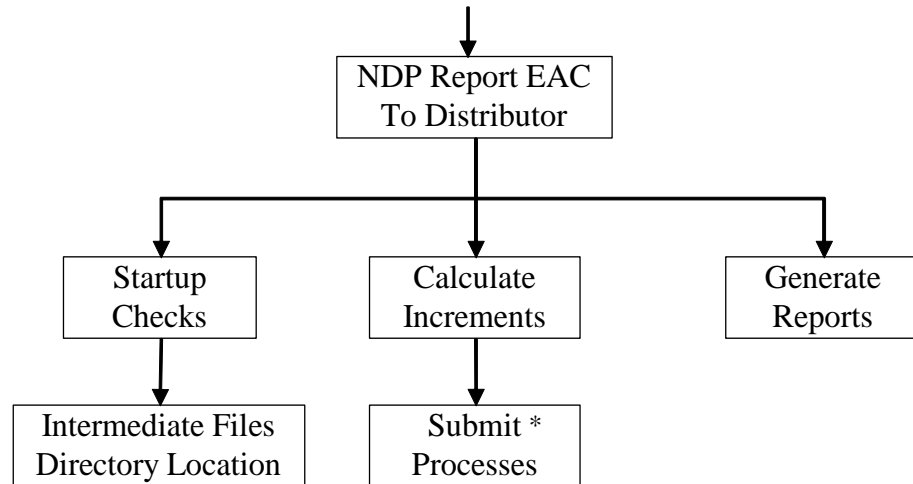 NDP Report EAC
To Distributor
Startup
Checks
Calculate
Increments
Generate
Reports
Intermediate Files
Directory Location
Submit *
Processes